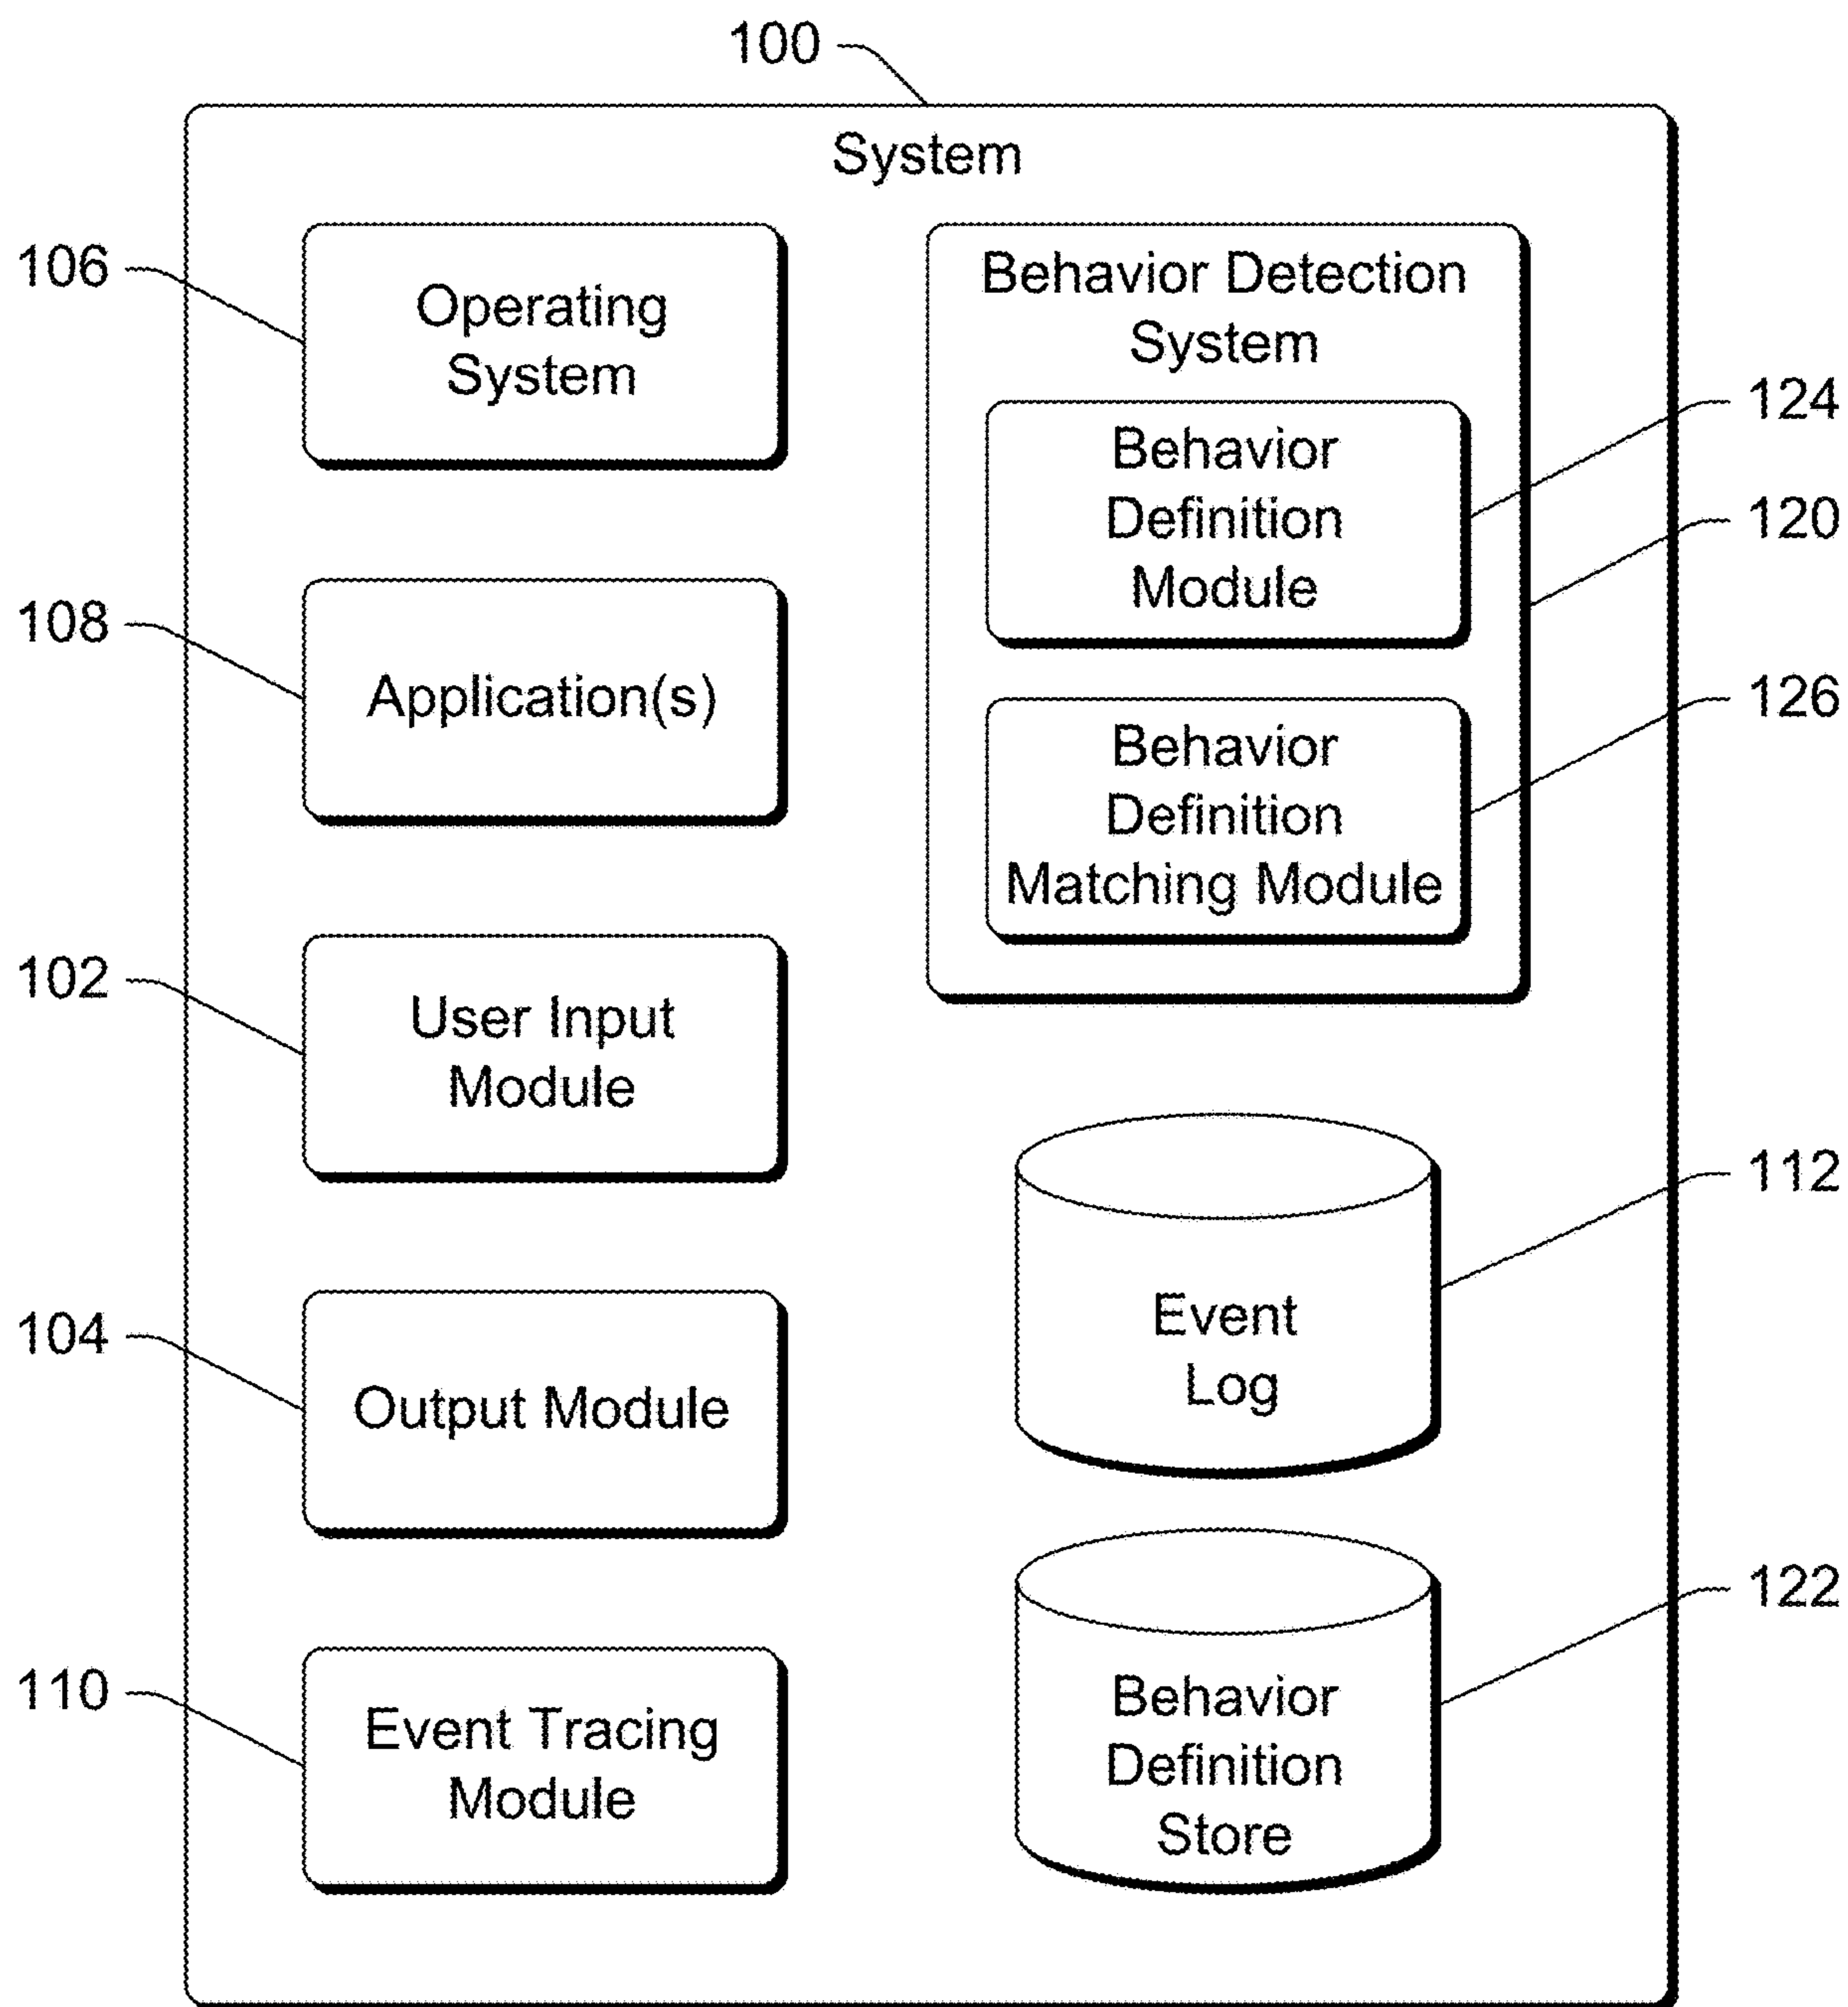 100
System
106
Operating
System
108
Application(s)
102
User Input
Module
104
Output Module
110
Event Tracing
Module
Behavior Detection
System
124
Behavior
Definition
Module
120
126
Behavior
Definition
Matching Module
112
Event
Log
122
Behavior
Definition
Store